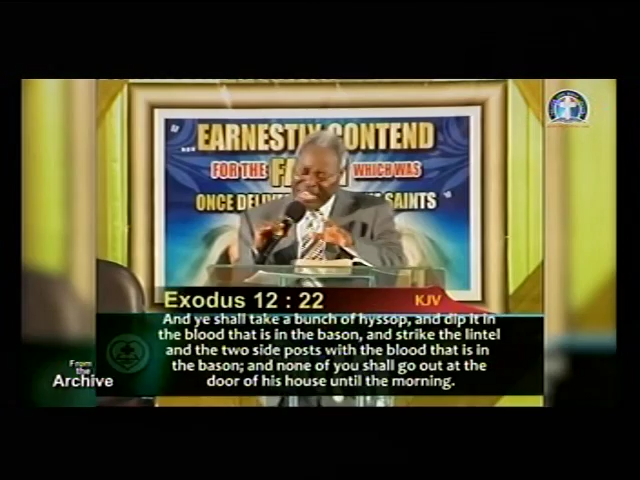 EARNESTLY CONTEND
FOR THE FA WHICH WAS
ONCE DELIV SAINTS
Exodus 12 : 22
KJV
And ye shall take a bunch of hyssop, and dip it in
the blood that is in the bason, and strike the lintel
and the two side posts with the blood that is in
the bason; and none of you shall go out at the
door of his house until the morning.
From
the
Archive